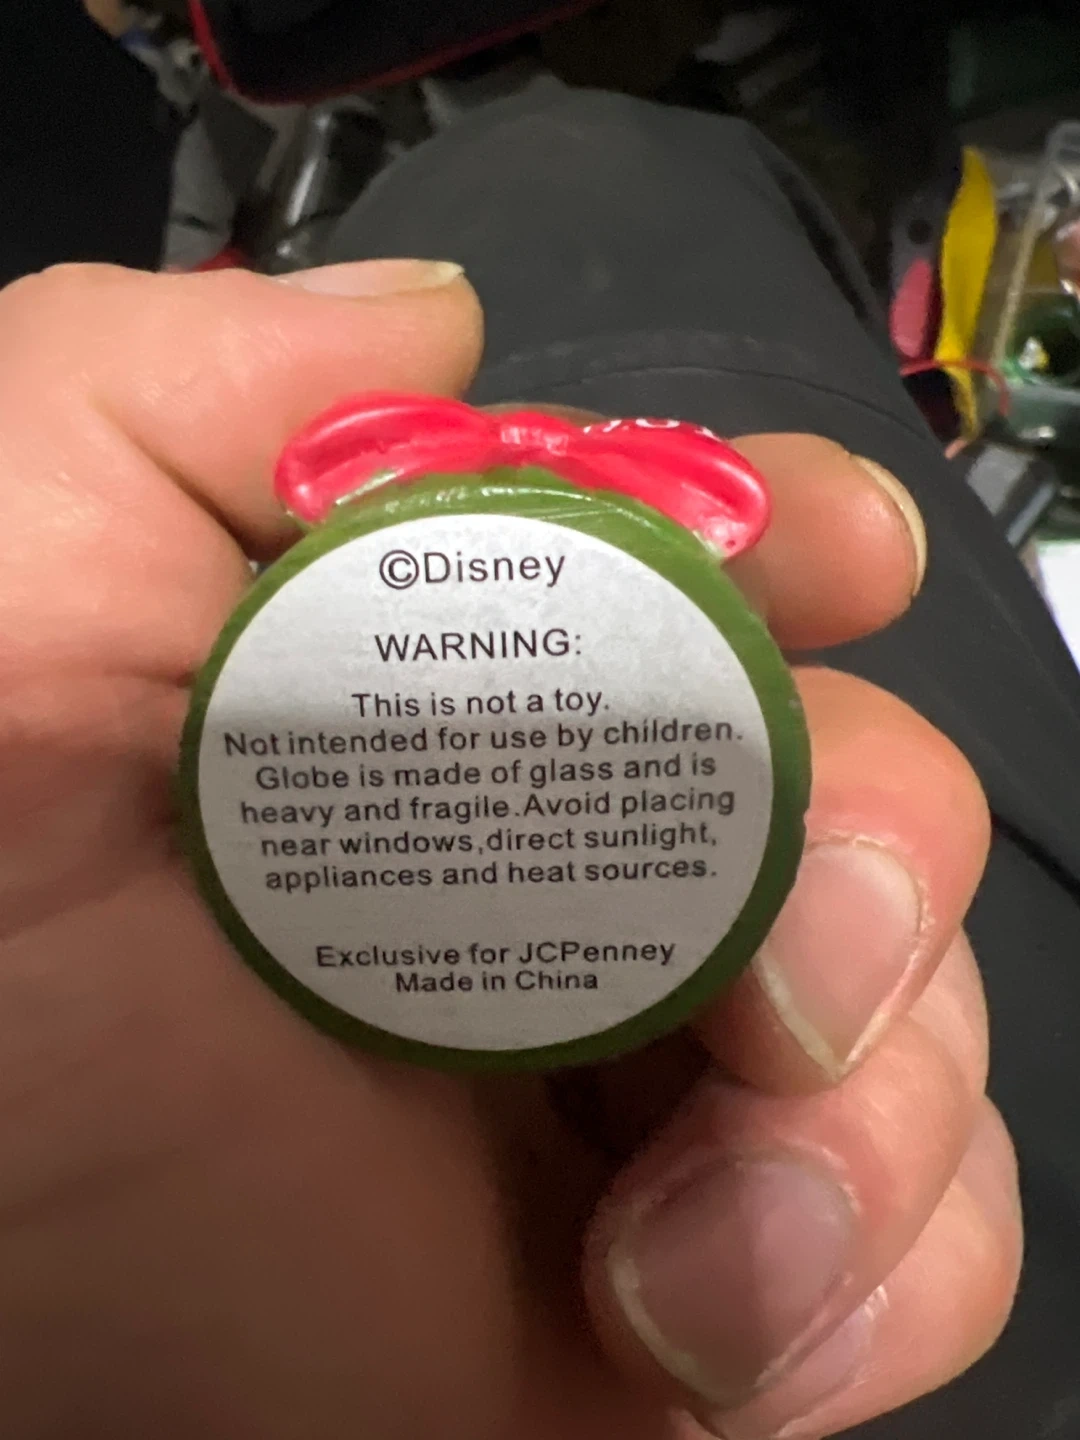 ©Disney
WARNING:
This is not a toy.
Not intended for use by children.
Globe is made of glass and is
heavy and fragile.Avoid placing
near windows,direct sunlight,
appliances and heat sources.
Exclusive for JCPenney
Made in China